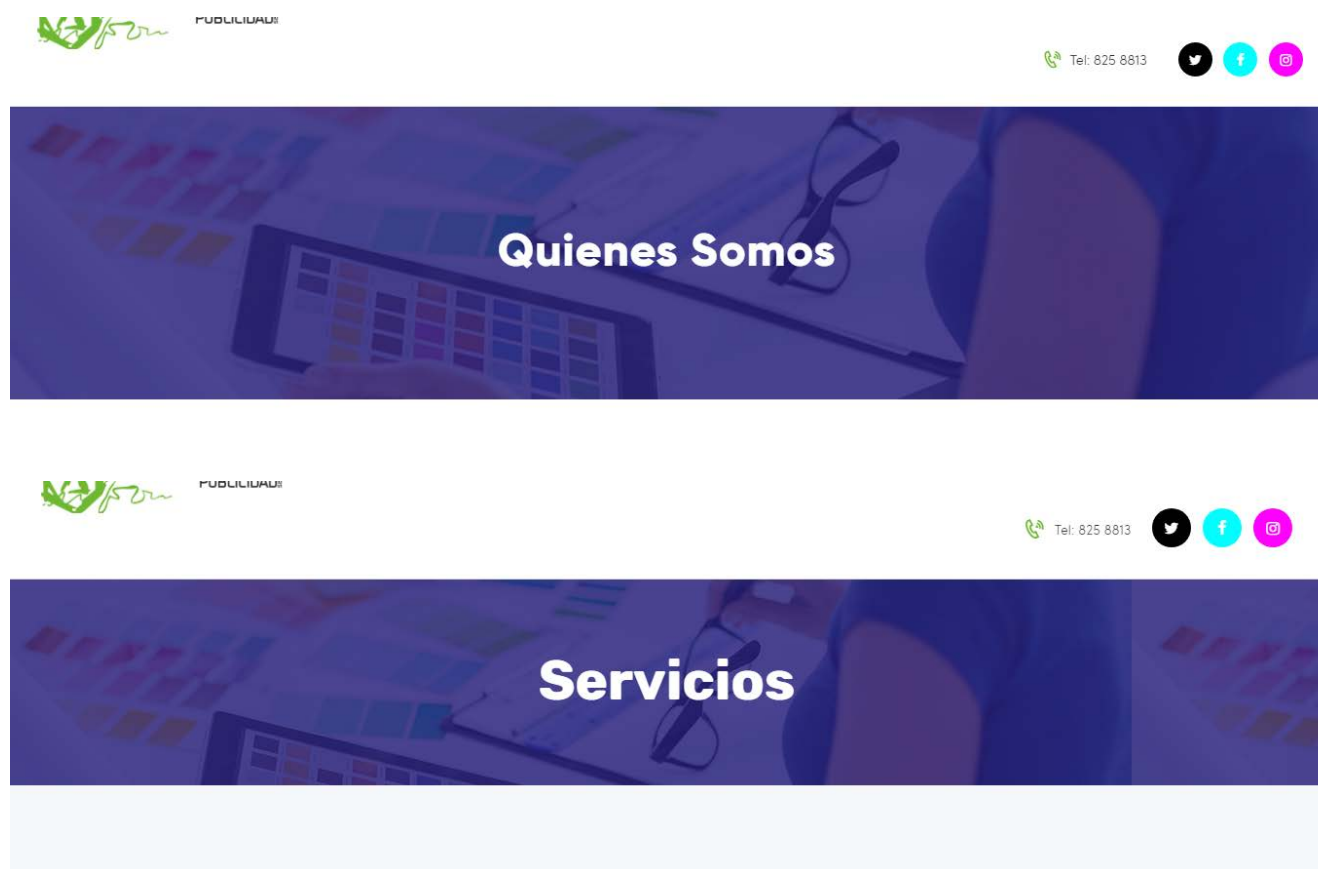 PUBLICIDAD
Tel: 825 8813
Quienes Somos
PUBLICIDAD
Tel: 825 8813
Servicios